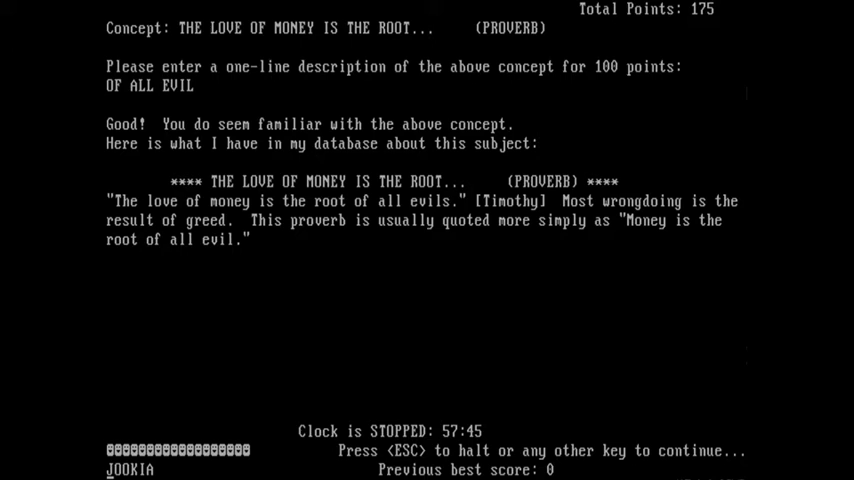 Total Points: 175
Concept: THE LOVE OF MONEY IS THE ROOT... (PROVERB)
Please enter a one-line description of the above concept for 100 points:
OF ALL EVIL
Good! You do seem familiar with the above concept.
Here is what I have in my database about this subject:
**** THE LOVE OF MONEY IS THE ROOT... (PROVERB) ****
"The love of money is the root of all evils." [Timothy] Most wrongdoing is the
result of greed. This proverb is usually quoted more simply as "Money is the
root of all evil."
Clock is STOPPED: 57:45
Press <ESC> to halt or any other key to continue...
JOOKIA Previous best score: 0